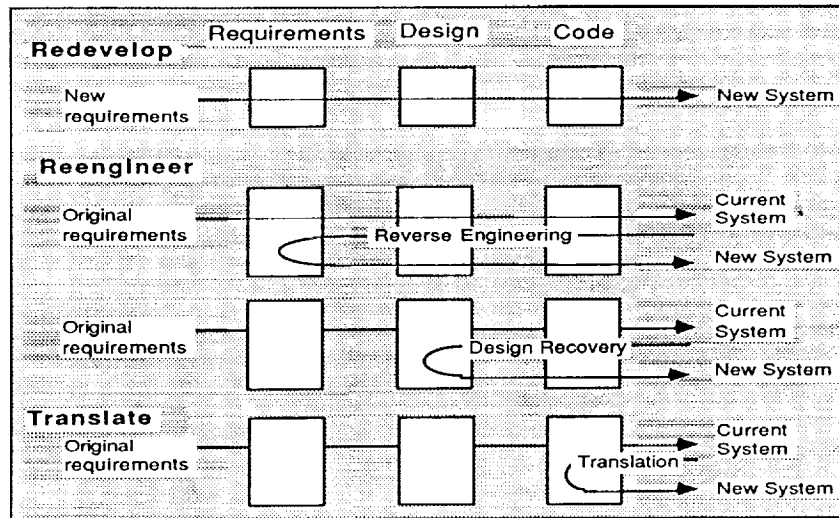 Requirements Design Code
Redevelop
New
requirements
New System
Reengineer
Original
requirements
Current
System
Reverse Engineering
New System
Original
requirements
Current
System
Design Recovery
New System
Translate
Original
requirements
Current
System
Translation
New System